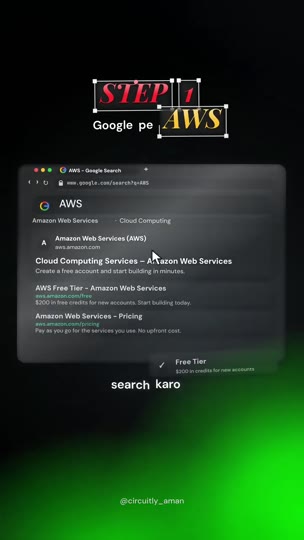 STEP 1
Google pe AWS
AWS - Google Search
www.google.com/search?q=AWS
AWS
Amazon Web Services · Cloud Computing
A
Amazon Web Services (AWS)
aws.amazon.com
Cloud Computing Services – Amazon Web Services
Create a free account and start building in minutes.
AWS Free Tier - Amazon Web Services
aws.amazon.com/free
$200 in free credits for new accounts. Start building today.
Amazon Web Services - Pricing
aws.amazon.com/pricing
Pay as you go for the services you use. No upfront cost.
✓ Free Tier
$200 in credits for new accounts
search karo
@circuitly_aman